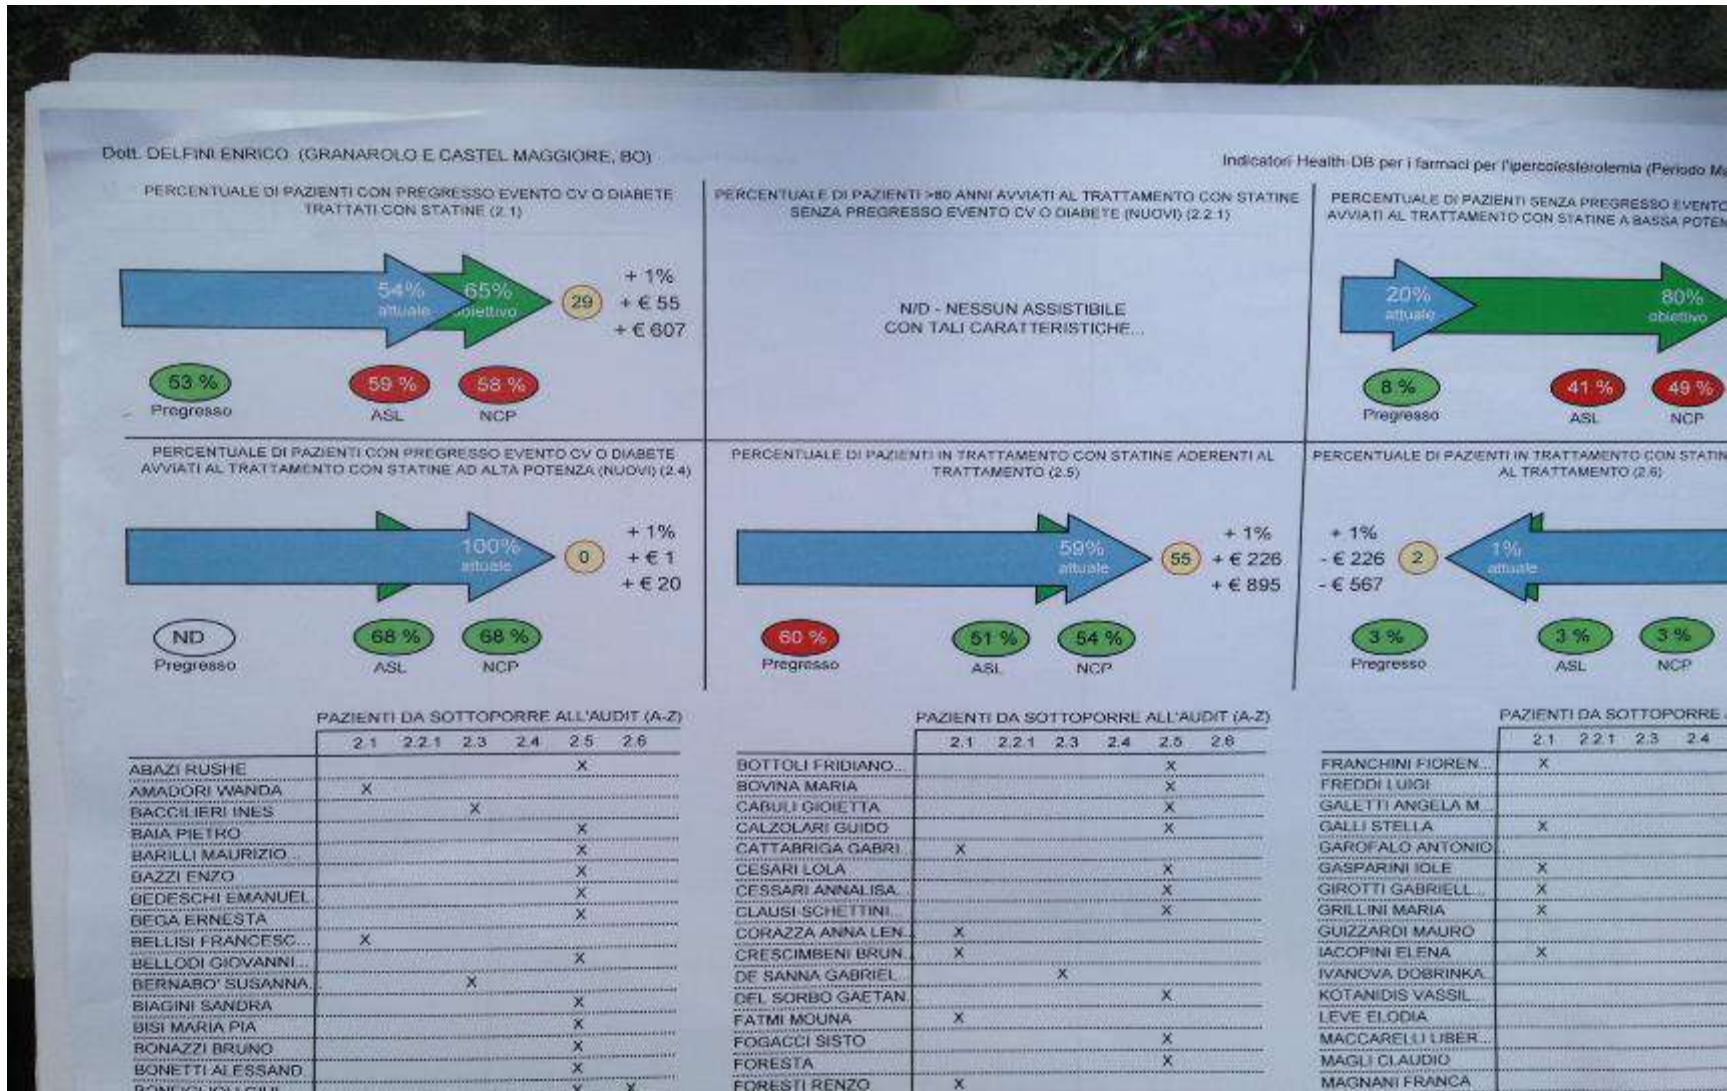 Dott. DELFINI ENRICO (GRANAROLO E CASTEL MAGGIORE, BO)
Indicatori Health-DB per i farmaci per l'ipercolesterolemia (Periodo
PERCENTUALE DI PAZIENTI CON PREGRESSO EVENTO CV O DIABETE
TRATTATI CON STATINE (2.1)
54%
attuale
65%
obiettivo
29
+ 1%
+ € 55
+ € 607
53 %
Pregresso
59 %
ASL
58 %
NCP
PERCENTUALE DI PAZIENTI >80 ANNI AVVIATI AL TRATTAMENTO CON STATINE
SENZA PREGRESSO EVENTO CV O DIABETE (NUOVI) (2.2.1)
N/D - NESSUN ASSISTIBILE
CON TALI CARATTERISTICHE...
PERCENTUALE DI PAZIENTI SENZA PREGRESSO EVENTO
AVVIATI AL TRATTAMENTO CON STATINE A BASSA
20%
attuale
80%
obiettivo
8 %
Pregresso
41 %
ASL
49 %
NCP
PERCENTUALE DI PAZIENTI CON PREGRESSO EVENTO CV O DIABETE
AVVIATI AL TRATTAMENTO CON STATINE AD ALTA POTENZA (NUOVI) (2.4)
100%
attuale
0
+ 1%
+ € 1
+ € 20
ND
Pregresso
68 %
ASL
68 %
NCP
PERCENTUALE DI PAZIENTI IN TRATTAMENTO CON STATINE ADERENTI AL
TRATTAMENTO (2.5)
59%
attuale
55
+ 1%
+ € 226
+ € 895
60 %
Pregresso
51 %
ASL
54 %
NCP
PERCENTUALE DI PAZIENTI IN TRATTAMENTO CON
AL TRATTAMENTO (2.6)
+ 1%
- € 226
- € 567
2
1%
attuale
3 %
Pregresso
3 %
ASL
3 %
NCP
PAZIENTI DA SOTTOPORRE ALL'AUDIT (A-Z)
2.1 2.2.1 2.3 2.4 2.5 2.6
ABAZI RUSHE X
AMADORI WANDA X
BACCILIERI INES X
BAIA PIETRO X
BARILLI MAURIZIO... X
BAZZI ENZO X
BEDESCHI EMANUEL... X
BEGA ERNESTA X
BELLISI FRANCESC... X
BELLODI GIOVANNI... X
BERNABO' SUSANNA X
BIAGINI SANDRA X
BISI MARIA PIA X
BONAZZI BRUNO X
BONETTI ALESSAND... X
X X
PAZIENTI DA SOTTOPORRE ALL'AUDIT (A-Z)
2.1 2.2.1 2.3 2.4 2.5 2.6
BOTTOLI FRIDIANO... X
BOVINA MARIA X
CABULI GIOIETTA X
CALZOLARI GUIDO X
CATTABRIGA GABRI... X
CESARI LOLA X
CESSARI ANNALISA... X
CLAUSI SCHETTINI... X
CORAZZA ANNA LEN... X
CRESCIMBENI BRUN... X
DE SANNA GABRIEL... X
DEL SORBO GAETAN... X
FATMI MOUNA X
FOGACCI SISTO X
FORESTA X
FORESTI RENZO X
PAZIENTI DA SOTTOPORRE
2.1 2.2.1 2.3 2.4
FRANCHINI FIOREN... X
FREDDI LUIGI
GALETTI ANGELA M...
GALLI STELLA X
GAROFALO ANTONIO
GASPARINI IOLE X
GIROTTI GABRIELL... X
GRILLINI MARIA X
GUIZZARDI MAURO
IACOPINI ELENA X
IVANOVA DOBRINKA...
KOTANIDIS VASSIL...
LEVE ELODIA
MACCARELLI LIBER...
MAGLI CLAUDIO
MAGNANI FRANCA